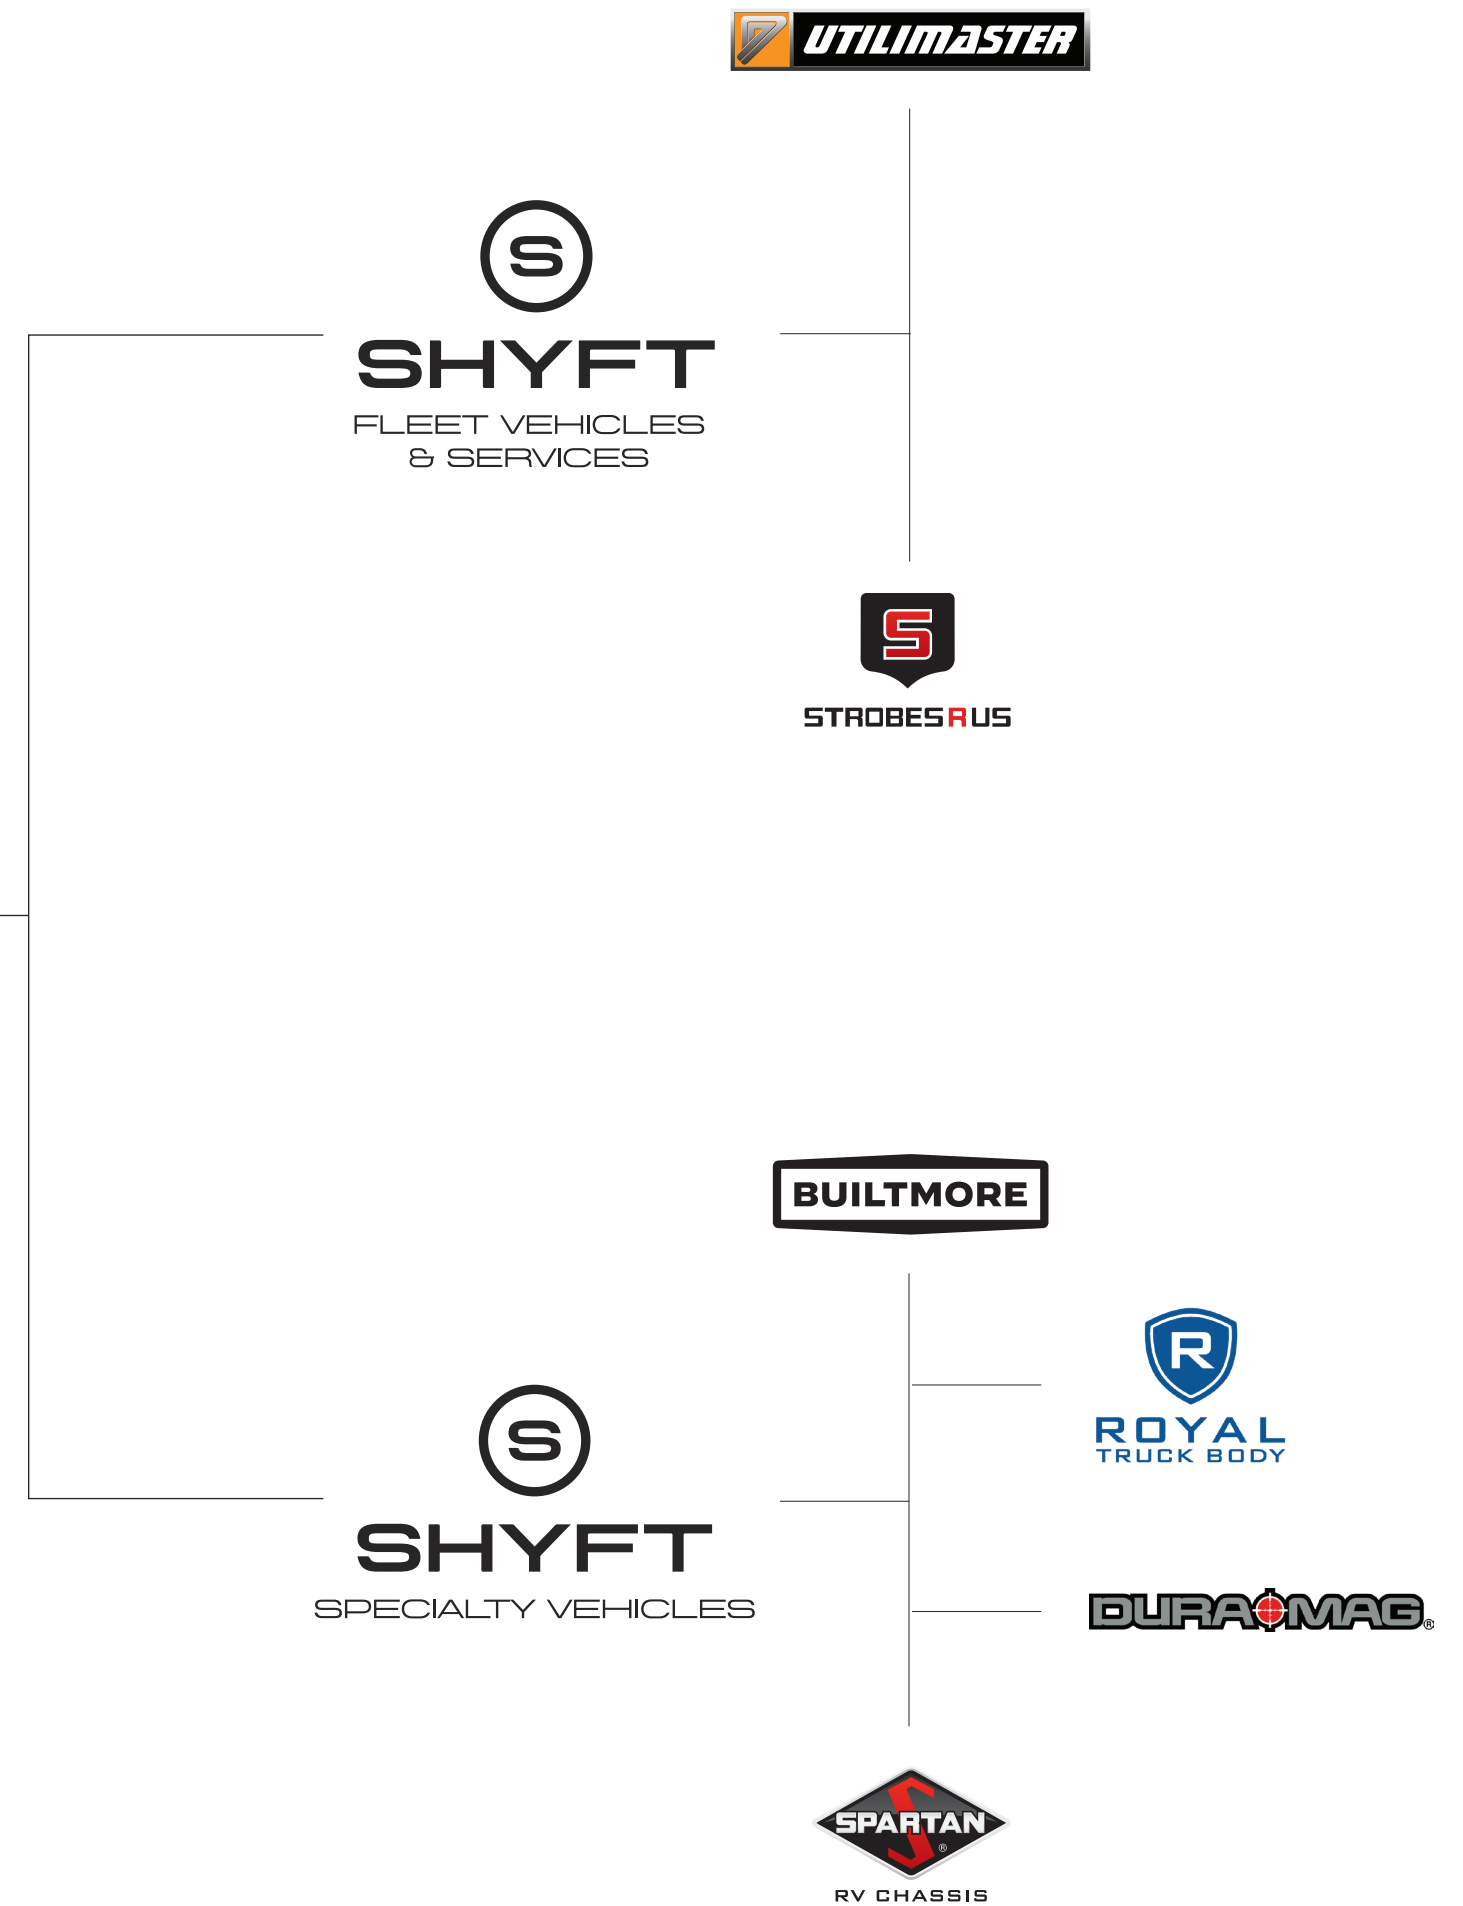 UTILIMASTER
S
SHYFT
FLEET VEHICLES
& SERVICES
S
STROBES R US
BUILTMORE
R
ROYAL
TRUCK BODY
S
SHYFT
SPECIALTY VEHICLES
DURAMAG®
S
SPARTAN
®
RV CHASSIS